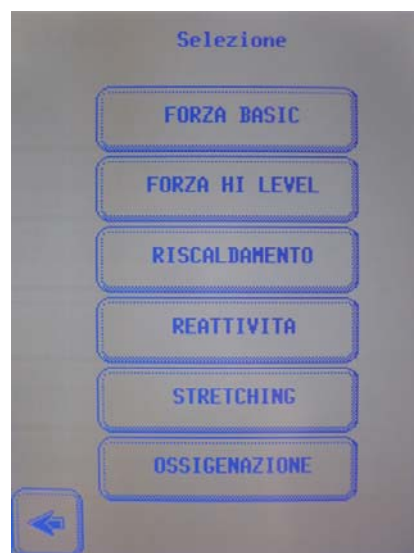 Selezione
FORZA BASIC
FORZA HI LEVEL
RISCALDAMENTO
REATTIVITA
STRETCHING
OSSIGENAZIONE